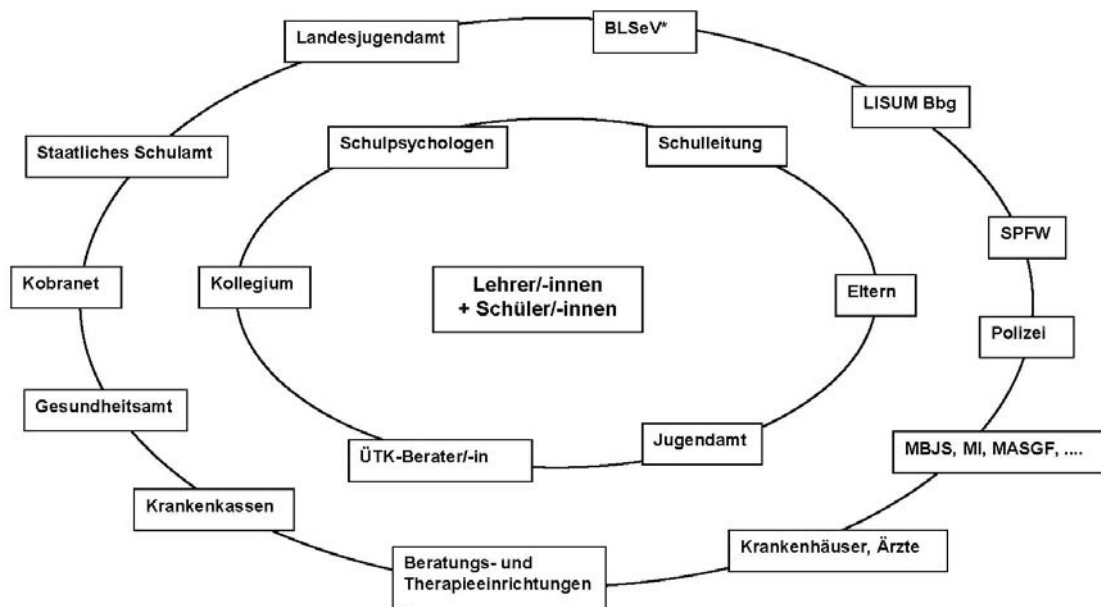 Landesjugendamt
BLSeV*
LISUM Bbg
Staatliches Schulamt
Schulpsychologen
Schulleitung
SPFW
Kobranet
Kollegium
Lehrer/-innen
+ Schüler/-innen
Eltern
Polizei
Gesundheitsamt
ÜTK-Berater/-in
Jugendamt
MBJS, MI, MASGF, ....
Krankenkassen
Beratungs- und
Therapieeinrichtungen
Krankenhäuser, Ärzte